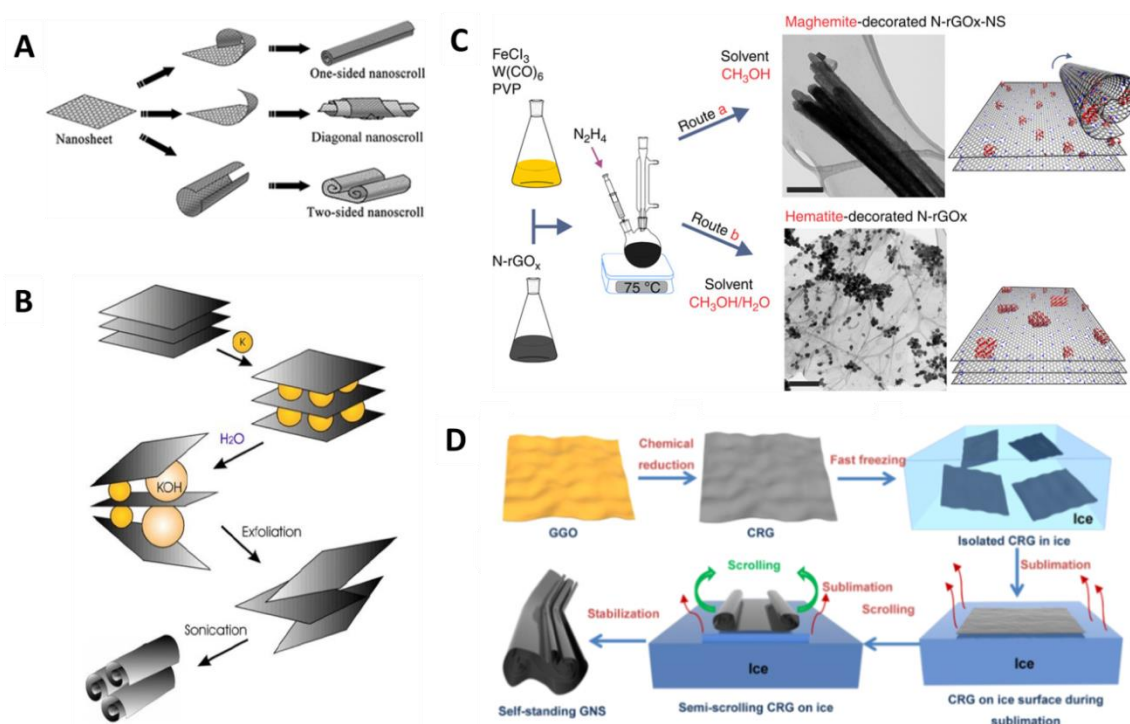 A
One-sided nanoscroll
Nanosheet
Diagonal nanoscroll
Two-sided nanoscroll
B
K
H2O
KOH
Exfoliation
Sonication
C
FeCl3
W(CO)6
PVP
N2H4
N-rGOx
75 °C
Solvent
CH3OH
Route a
Route b
Solvent
CH3OH/H2O
Maghemite-decorated N-rGOx-NS
Hematite-decorated N-rGOx
D
Chemical
reduction
Fast freezing
GGO
CRG
Ice
Isolated CRG in ice
Sublimation
Scrolling
Sublimation
Stabilization
Scrolling
Ice
Ice
Self-standing GNS
Semi-scrolling CRG on ice
CRG on ice surface during
sublimation